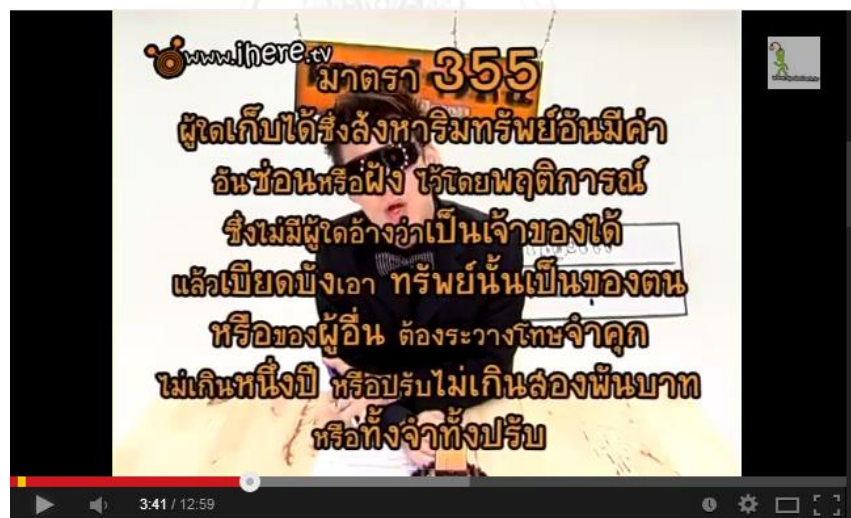 www.ihere.tv
มาตรา 355
ผู้ใดเก็บได้ซึ่งสังหาริมทรัพย์อันมีค่า
อันซ่อนหรือฝัง ไว้โดยพฤติการณ์
ซึ่งไม่มีผู้ใดอ้างว่าเป็นเจ้าของได้
แล้วเบียดบังเอา ทรัพย์นั้นเป็นของตน
หรือของผู้อื่น ต้องระวางโทษจำคุก
ไม่เกินหนึ่งปี หรือปรับไม่เกินสองพันบาท
หรือทั้งจำทั้งปรับ
3:41 / 12:59